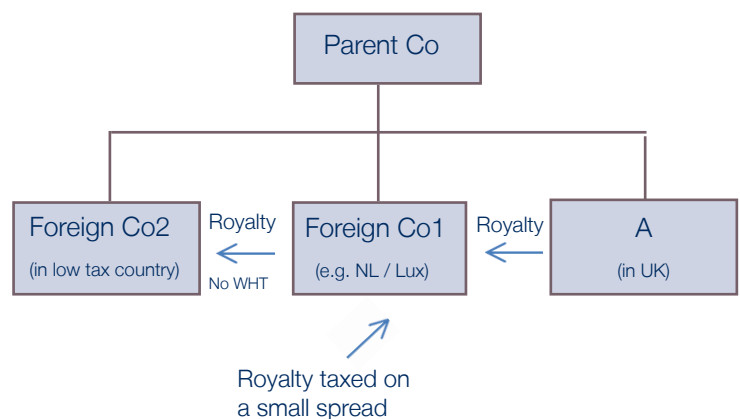 Parent Co
Foreign Co2
(in low tax country)
Royalty
No WHT
Foreign Co1
(e.g. NL / Lux)
Royalty
A
(in UK)
Royalty taxed on
a small spread